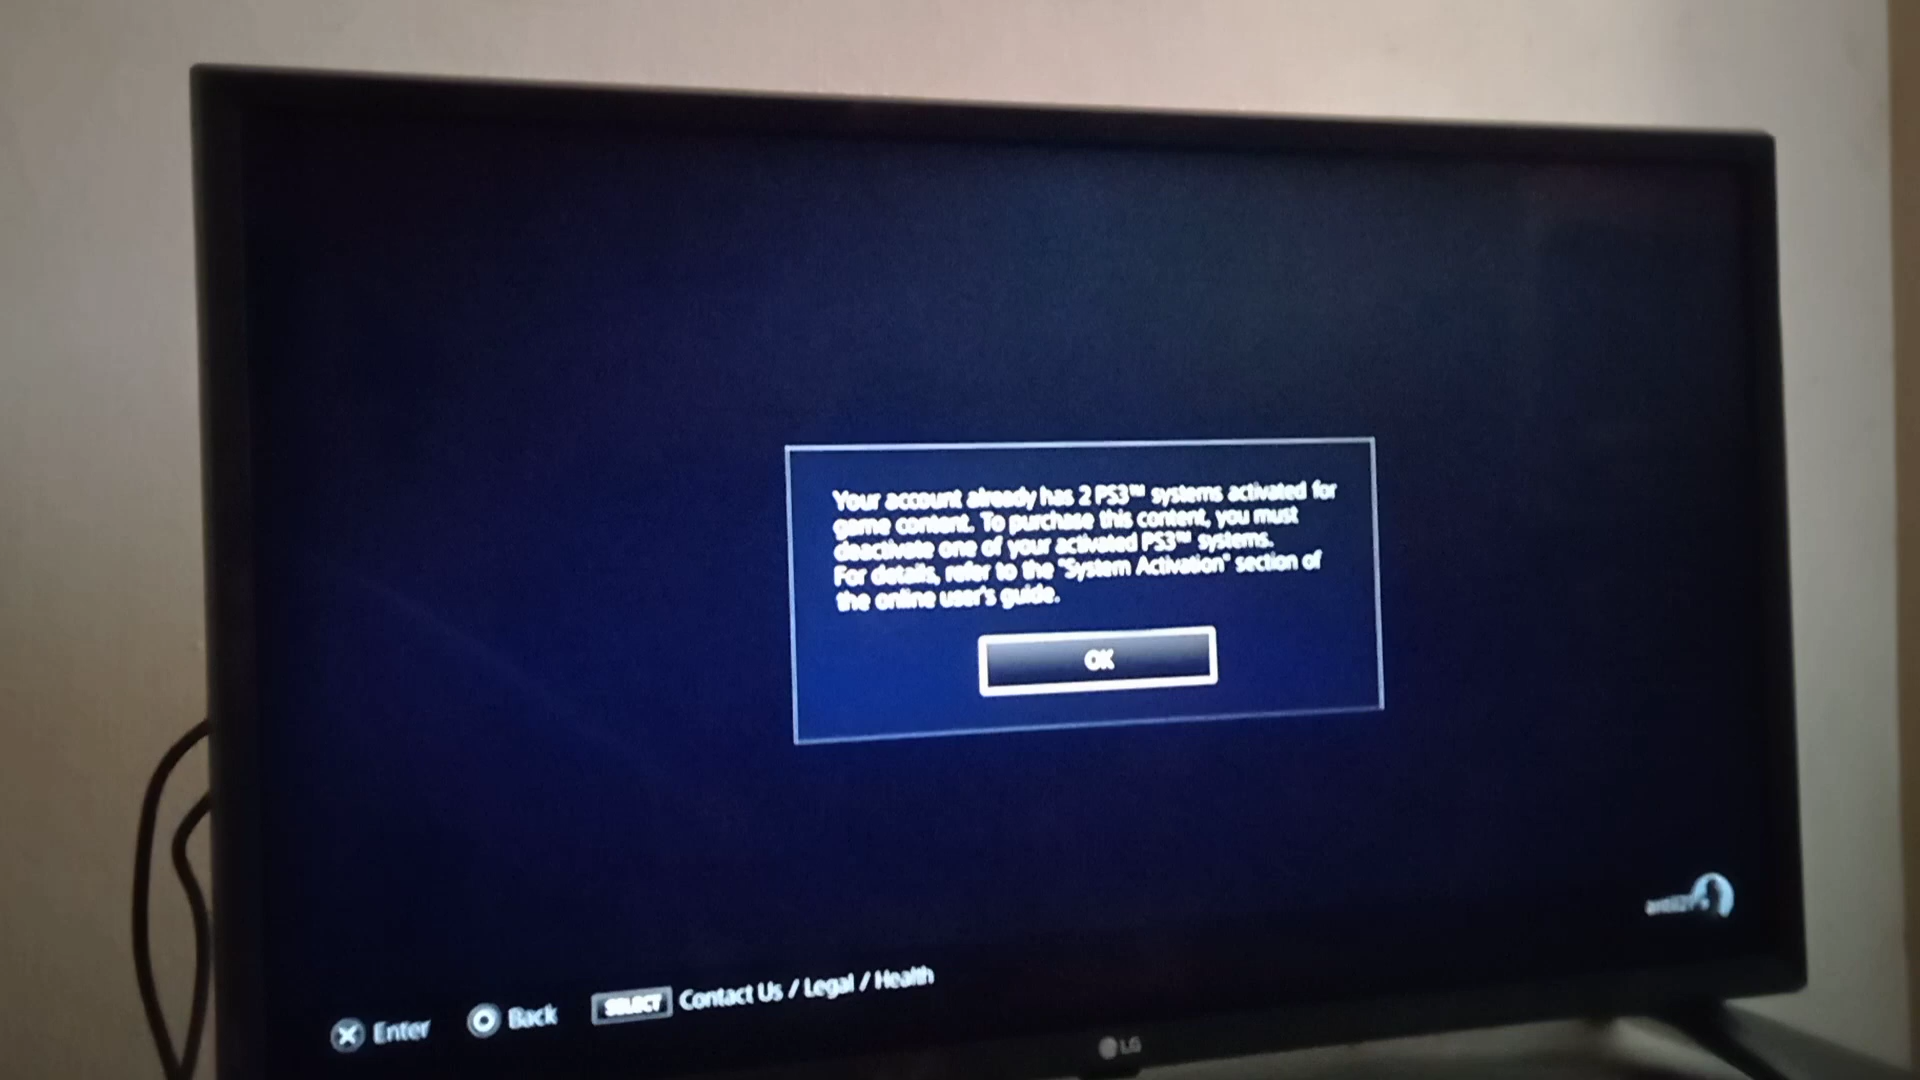 Your account already has 2 PS3™ systems activated for
game content. To purchase this content, you must
deactivate one of your activated PS3™ systems.
For details, refer to the "System Activation" section of
the online user's guide.
OK
Enter Back SELECT Contact Us / Legal / Health
LG